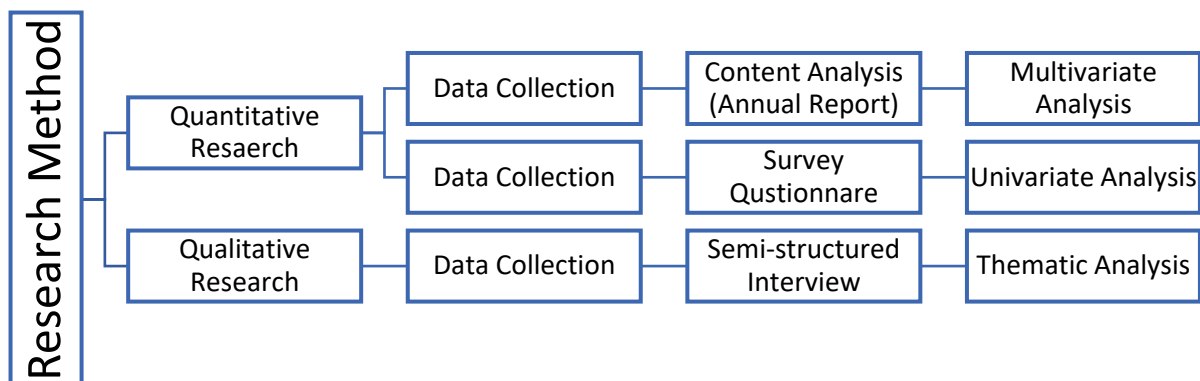 Research Method
Quantitative
Resaerch
Data Collection
Content Analysis
(Annual Report)
Multivariate
Analysis
Data Collection
Survey
Qustionnare
Univariate Analysis
Qualitative
Research
Data Collection
Semi-structured
Interview
Thematic Analysis